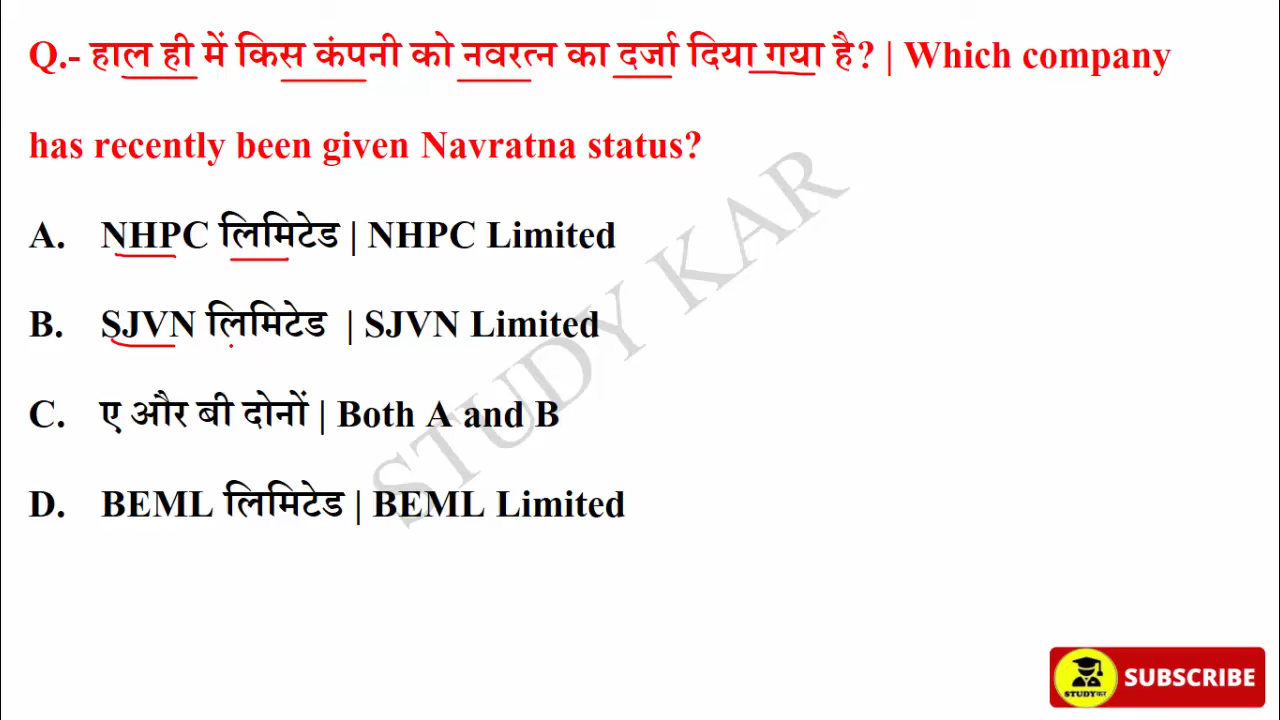 Q.- हाल ही में किस कंपनी को नवरत्न का दर्जा दिया गया है? | Which company
has recently been given Navratna status?
A. NHPC लिमिटेड | NHPC Limited
B. SJVN लिमिटेड | SJVN Limited
C. ए और बी दोनों | Both A and B
D. BEML लिमिटेड | BEML Limited
STUDY KAR
SUBSCRIBE
STUDYकर